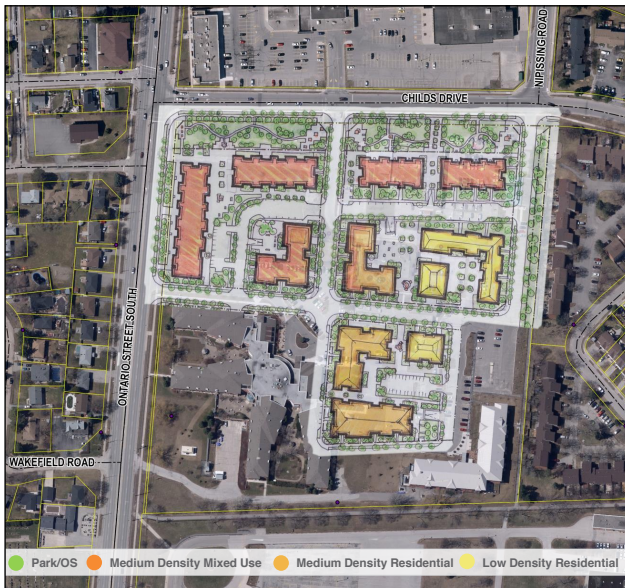 NIPISSING ROAD
CHILDS DRIVE
ONTARIO STREET SOUTH
WAKEFIELD ROAD
Park/OS Medium Density Mixed Use Medium Density Residential Low Density Residential